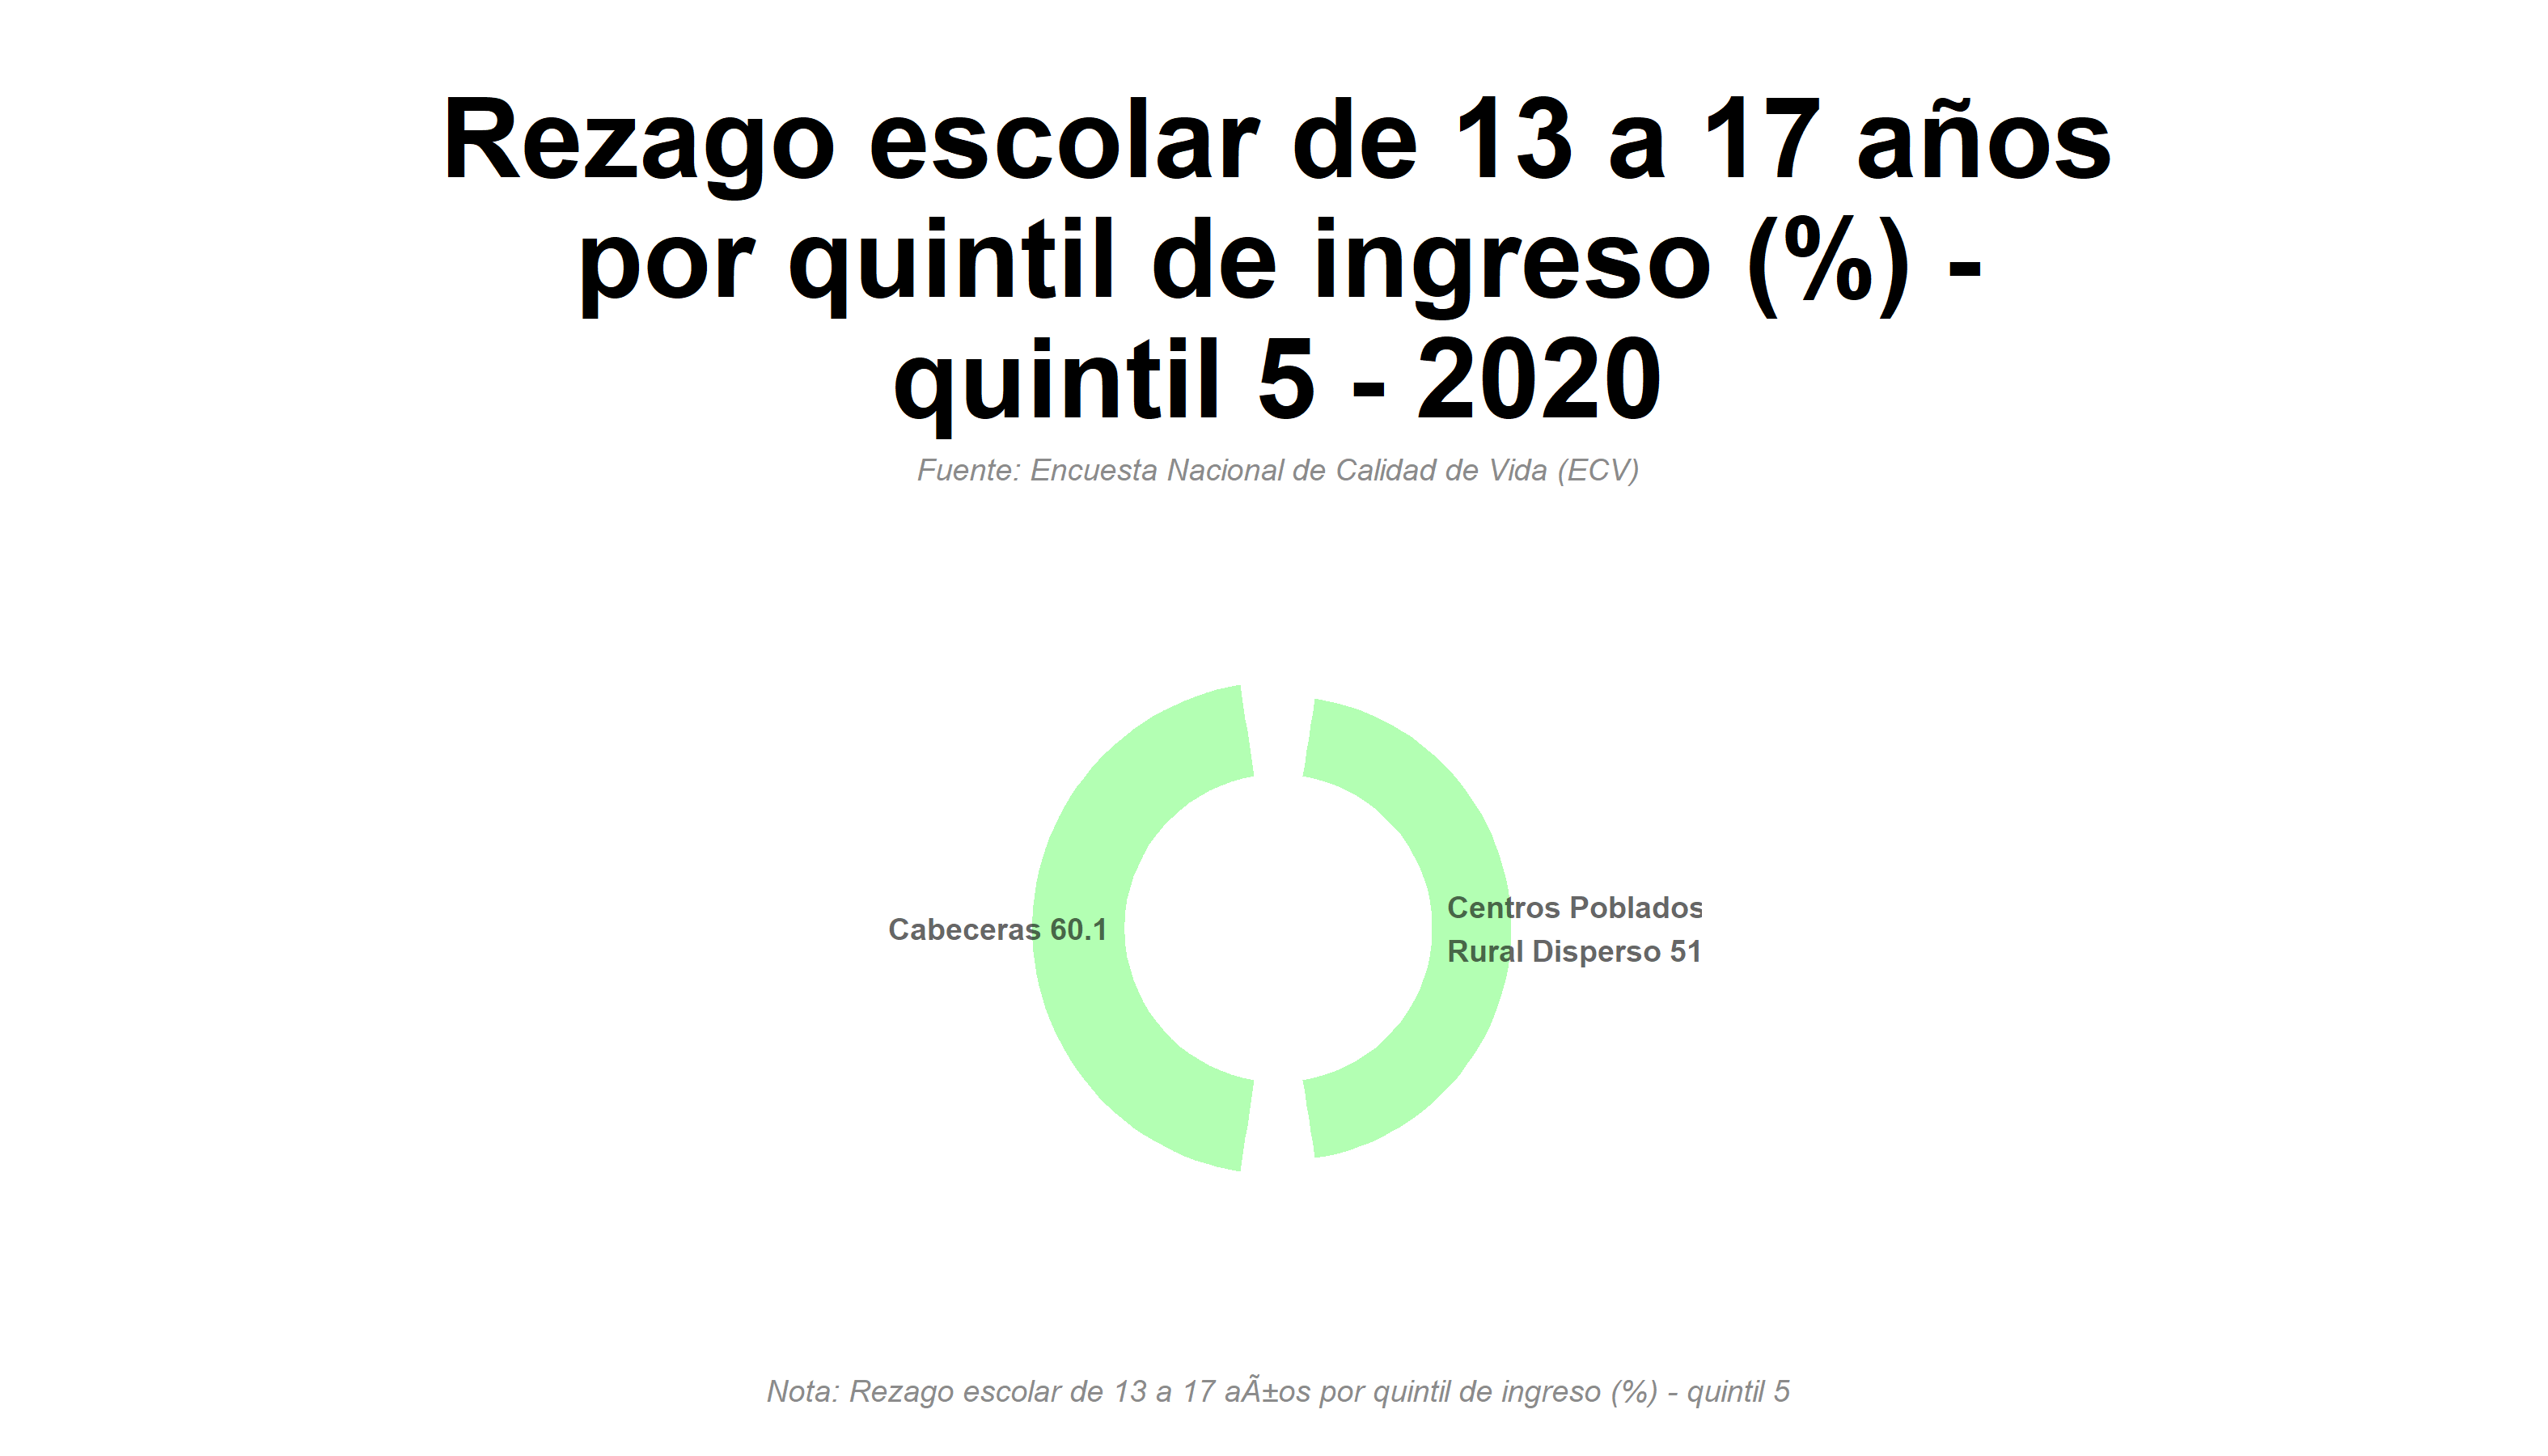 Rezago escolar de 13 a 17 años
por quintil de ingreso (%) -
quintil 5 - 2020
Fuente: Encuesta Nacional de Calidad de Vida (ECV)
Cabeceras 60.1
Centros Poblados
Rural Disperso 51
Nota: Rezago escolar de 13 a 17 aÃ±os por quintil de ingreso (%) - quintil 5